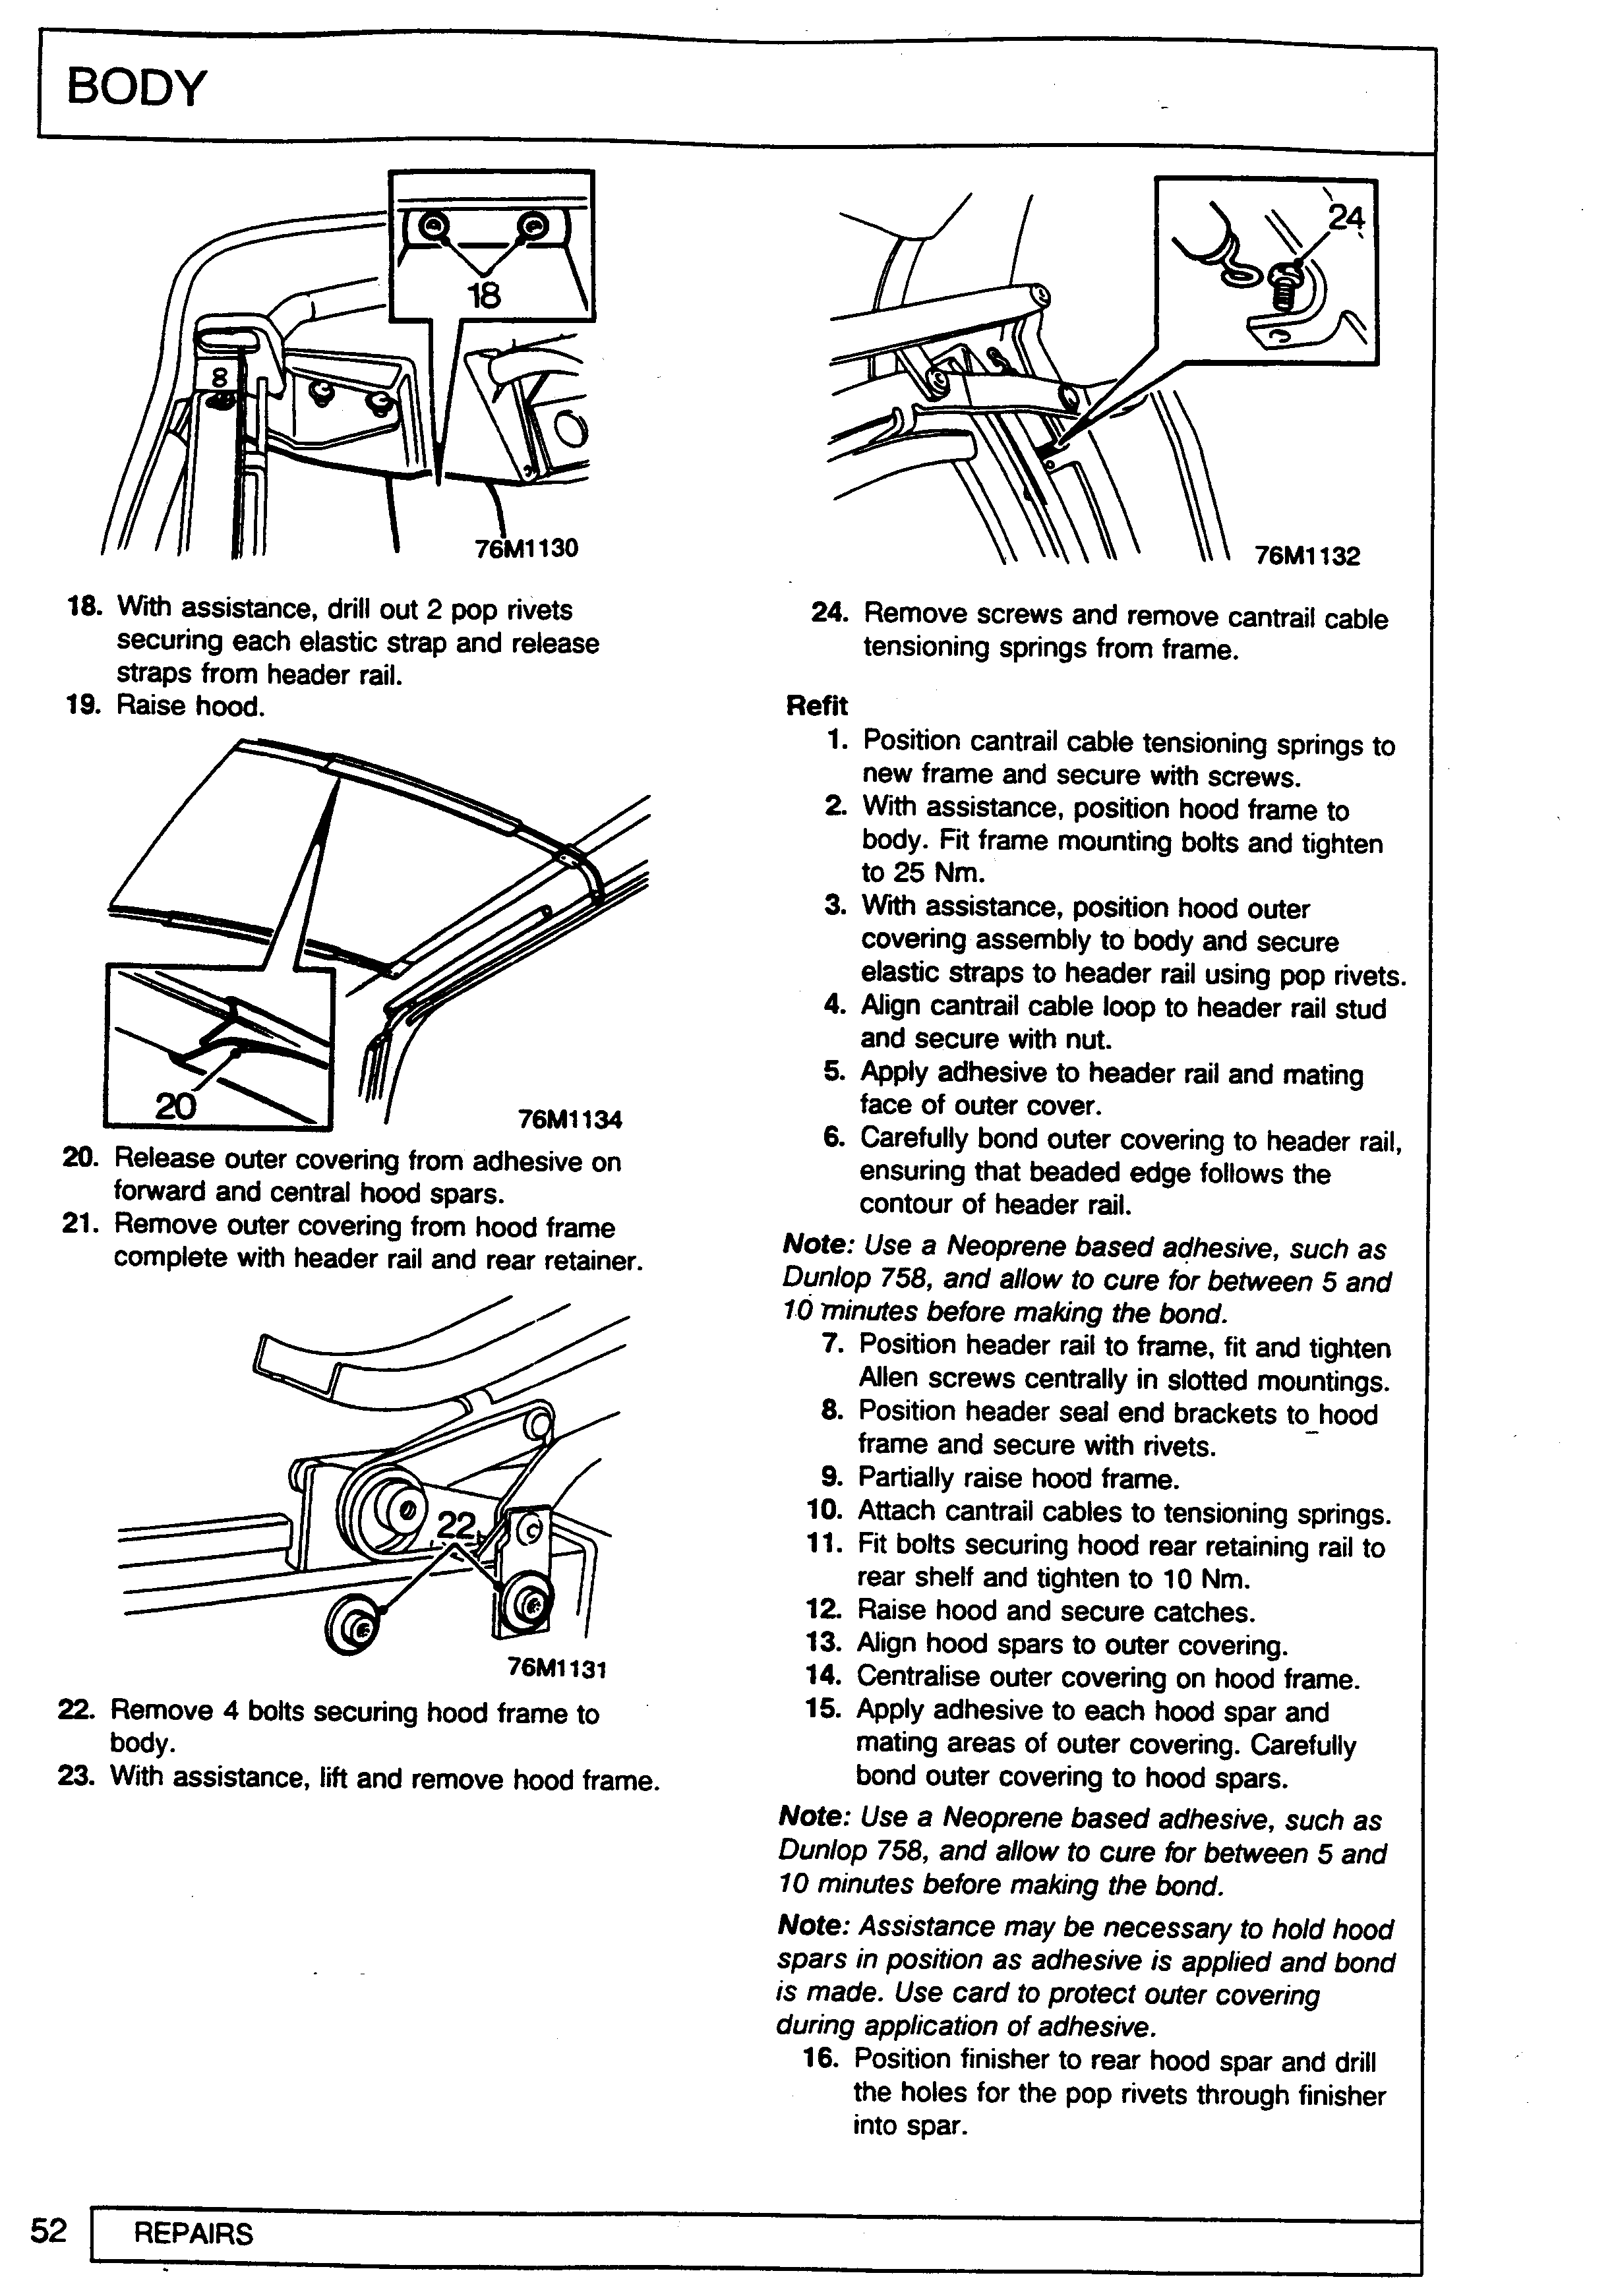 BODY
18
8
76M1130
18. With assistance, drill out 2 pop rivets
securing each elastic strap and release
straps from header rail.
19. Raise hood.
20
76M1134
20. Release outer covering from adhesive on
forward and central hood spars.
21. Remove outer covering from hood frame
complete with header rail and rear retainer.
22
76M1131
22. Remove 4 bolts securing hood frame to
body.
23. With assistance, lift and remove hood frame.
24
76M1132
24. Remove screws and remove cantrail cable
tensioning springs from frame.
Refit
1. Position cantrail cable tensioning springs to
new frame and secure with screws.
2. With assistance, position hood frame to
body. Fit frame mounting bolts and tighten
to 25 Nm.
3. With assistance, position hood outer
covering assembly to body and secure
elastic straps to header rail using pop rivets.
4. Align cantrail cable loop to header rail stud
and secure with nut.
5. Apply adhesive to header rail and mating
face of outer cover.
6. Carefully bond outer covering to header rail,
ensuring that beaded edge follows the
contour of header rail.
Note: Use a Neoprene based adhesive, such as
Dunlop 758, and allow to cure for between 5 and
10 minutes before making the bond.
7. Position header rail to frame, fit and tighten
Allen screws centrally in slotted mountings.
8. Position header seal end brackets to hood
frame and secure with rivets.
9. Partially raise hood frame.
10. Attach cantrail cables to tensioning springs.
11. Fit bolts securing hood rear retaining rail to
rear shelf and tighten to 10 Nm.
12. Raise hood and secure catches.
13. Align hood spars to outer covering.
14. Centralise outer covering on hood frame.
15. Apply adhesive to each hood spar and
mating areas of outer covering. Carefully
bond outer covering to hood spars.
Note: Use a Neoprene based adhesive, such as
Dunlop 758, and allow to cure for between 5 and
10 minutes before making the bond.
Note: Assistance may be necessary to hold hood
spars in position as adhesive is applied and bond
is made. Use card to protect outer covering
during application of adhesive.
16. Position finisher to rear hood spar and drill
the holes for the pop rivets through finisher
into spar.
52
REPAIRS